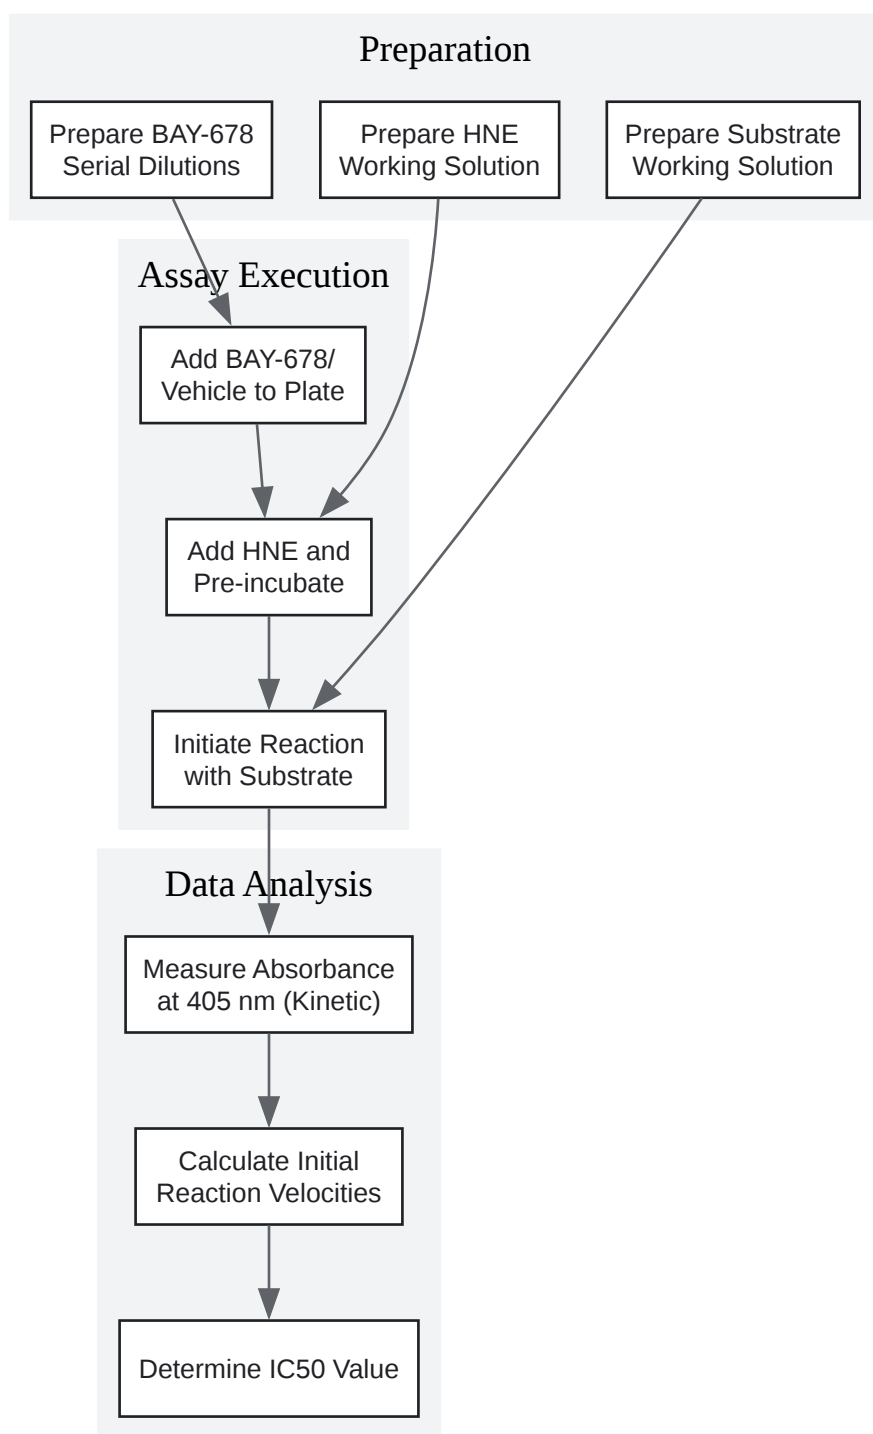 Preparation
Prepare BAY-678
Serial Dilutions
Prepare HNE
Working Solution
Prepare Substrate
Working Solution
Assay Execution
Add BAY-678/
Vehicle to Plate
Add HNE and
Pre-incubate
Initiate Reaction
with Substrate
Data Analysis
Measure Absorbance
at 405 nm (Kinetic)
Calculate Initial
Reaction Velocities
Determine IC50 Value